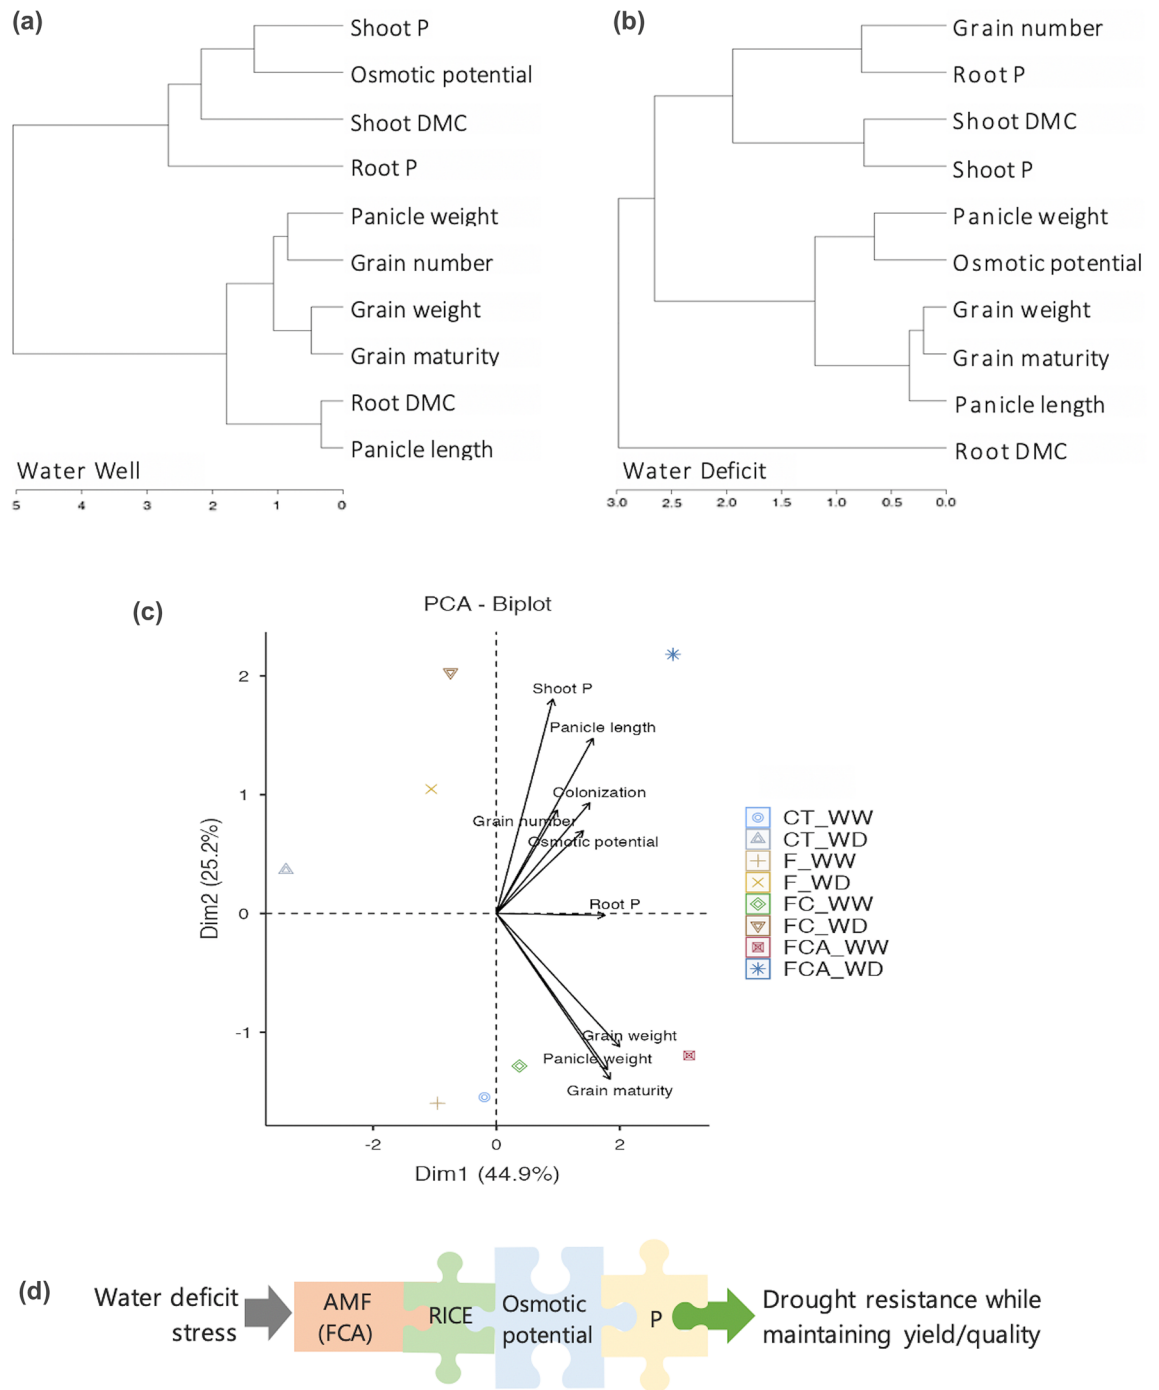 (a)
Shoot P
Osmotic potential
Shoot DMC
Root P
Panicle weight
Grain number
Grain weight
Grain maturity
Root DMC
Panicle length
Water Well
5 4 3 2 1 0
(b)
Grain number
Root P
Shoot DMC
Shoot P
Panicle weight
Osmotic potential
Grain weight
Grain maturity
Panicle length
Root DMC
Water Deficit
3.0 2.5 2.0 1.5 1.0 0.5 0.0
(c)
PCA - Biplot
Dim2 (25.2%)
2
1
0
-1
Shoot P
Panicle length
Colonization
Grain number
Osmotic potential
Root P
Grain weight
Panicle weight
Grain maturity
-2 0 2
Dim1 (44.9%)
CT_WW
CT_WD
F_WW
F_WD
FC_WW
FC_WD
FCA_WW
FCA_WD
(d)
Water deficit
stress
AMF
(FCA)
RICE
Osmotic
potential
P
Drought resistance while
maintaining yield/quality